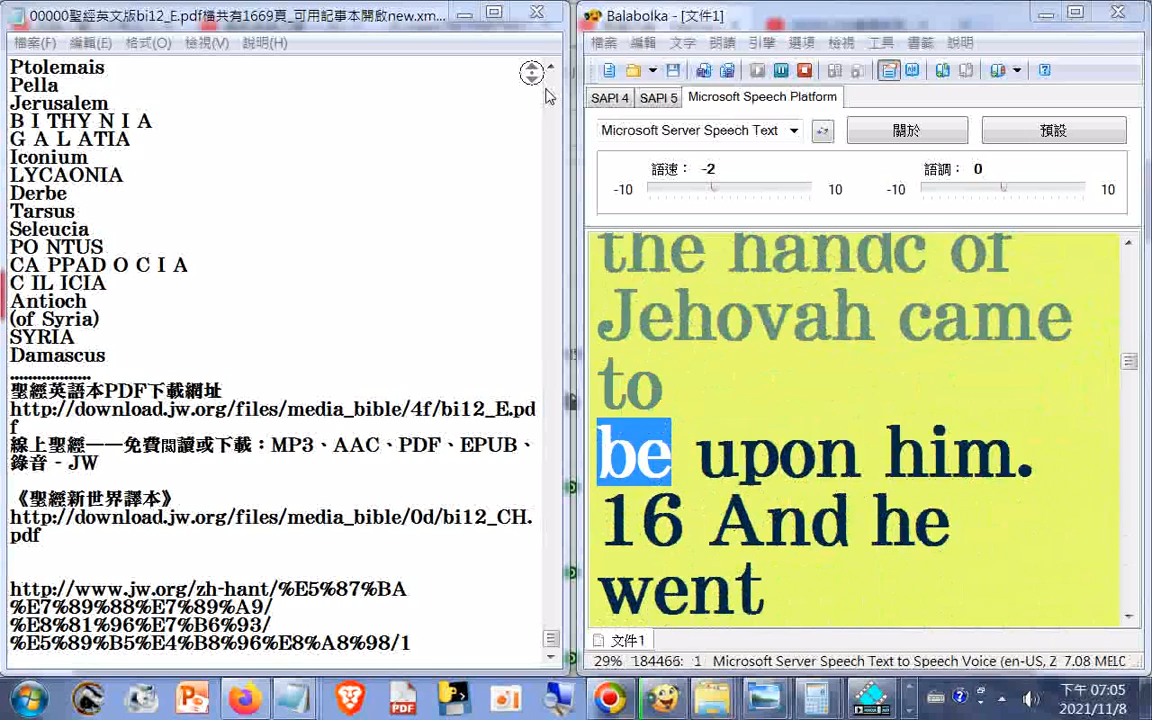 00000聖經英文版bi12_E.pdf檔共有1669頁_可用記事本開啟new.xm...
檔案(F) 編輯(E) 格式(O) 檢視(V) 說明(H)
Ptolemais
Pella
Jerusalem
B I THY N I A
G A L ATIA
Iconium
LYCAONIA
Derbe
Tarsus
Seleucia
PO NTUS
CA PPAD O C I A
C IL ICIA
Antioch
(of Syria)
SYRIA
Damascus
..................
聖經英語本PDF下載網址
http://download.jw.org/files/media_bible/4f/bi12_E.pd
f
線上聖經——免費閱讀或下載：MP3、AAC、PDF、EPUB、
錄音 - JW
《聖經新世界譯本》
http://download.jw.org/files/media_bible/0d/bi12_CH.
pdf
http://www.jw.org/zh-hant/%E5%87%BA
%E7%89%88%E7%89%A9/
%E8%81%96%E7%B6%93/
%E5%89%B5%E4%B8%96%E8%A8%98/1
Balabolka - [文件1]
檔案 編輯 文字 朗讀 引擎 選項 檢視 工具 書籤 說明
SAPI 4 SAPI 5 Microsoft Speech Platform
Microsoft Server Speech Text 關於 預設
語速： -2 語調： 0
-10 10 -10 10
the handc of
Jehovah came
to
be upon him.
16 And he
went
文件1
29% 184466: 1 Microsoft Server Speech Text to Speech Voice (en-US, Z 7.08 MELC
PDF
下午 07:05
2021/11/8